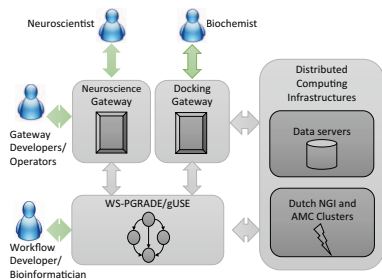 Neuroscientist
Biochemist
Neuroscience
Gateway
Docking
Gateway
Distributed
Computing
Infrastructures
Gateway
Developers/
Operators
Data servers
WS-PGRADE/gUSE
Dutch NGI and
AMC Clusters
Workflow
Developer/
Bioinformatician